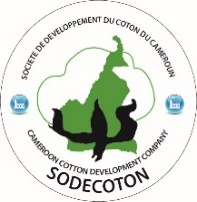 SOCIETE DE DEVELOPPEMENT DU COTON DU CAMEROUN
CAMEROON COTTON DEVELOPMENT COMPANY
SODECOTON